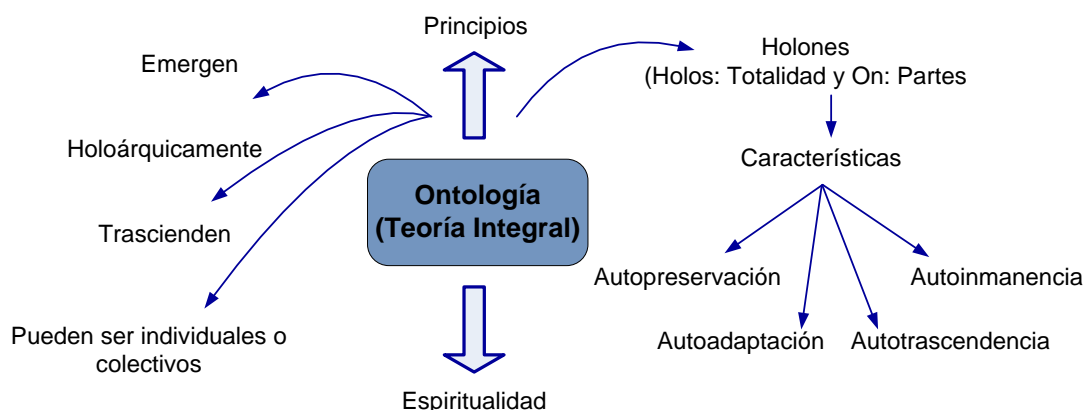 Principios
Holones
(Holos: Totalidad y On: Partes
Emergen
Holoárquicamente
Trascienden
Pueden ser individuales o
colectivos
Ontología
(Teoría Integral)
Características
Autopreservación
Autoinmanencia
Autoadaptación
Autotrascendencia
Espiritualidad